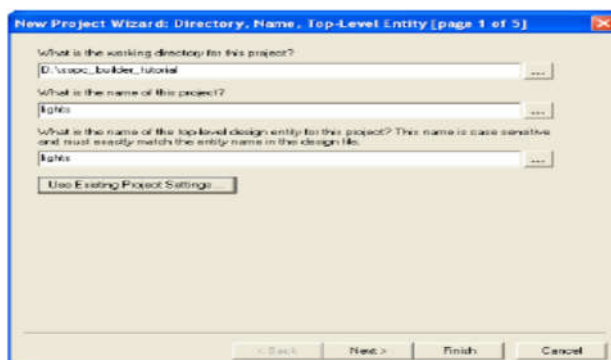 New Project Wizard: Directory, Name, Top-Level Entity [page 1 of 5]
What is the working directory for this project?
D:\sopc_builder_tutorial
...
What is the name of this project?
lights
...
What is the name of the top-level design entity for this project? This name is case sensitive
and must exactly match the entity name in the design file.
lights
...
Use Existing Project Settings ...
< Back
Next >
Finish
Cancel